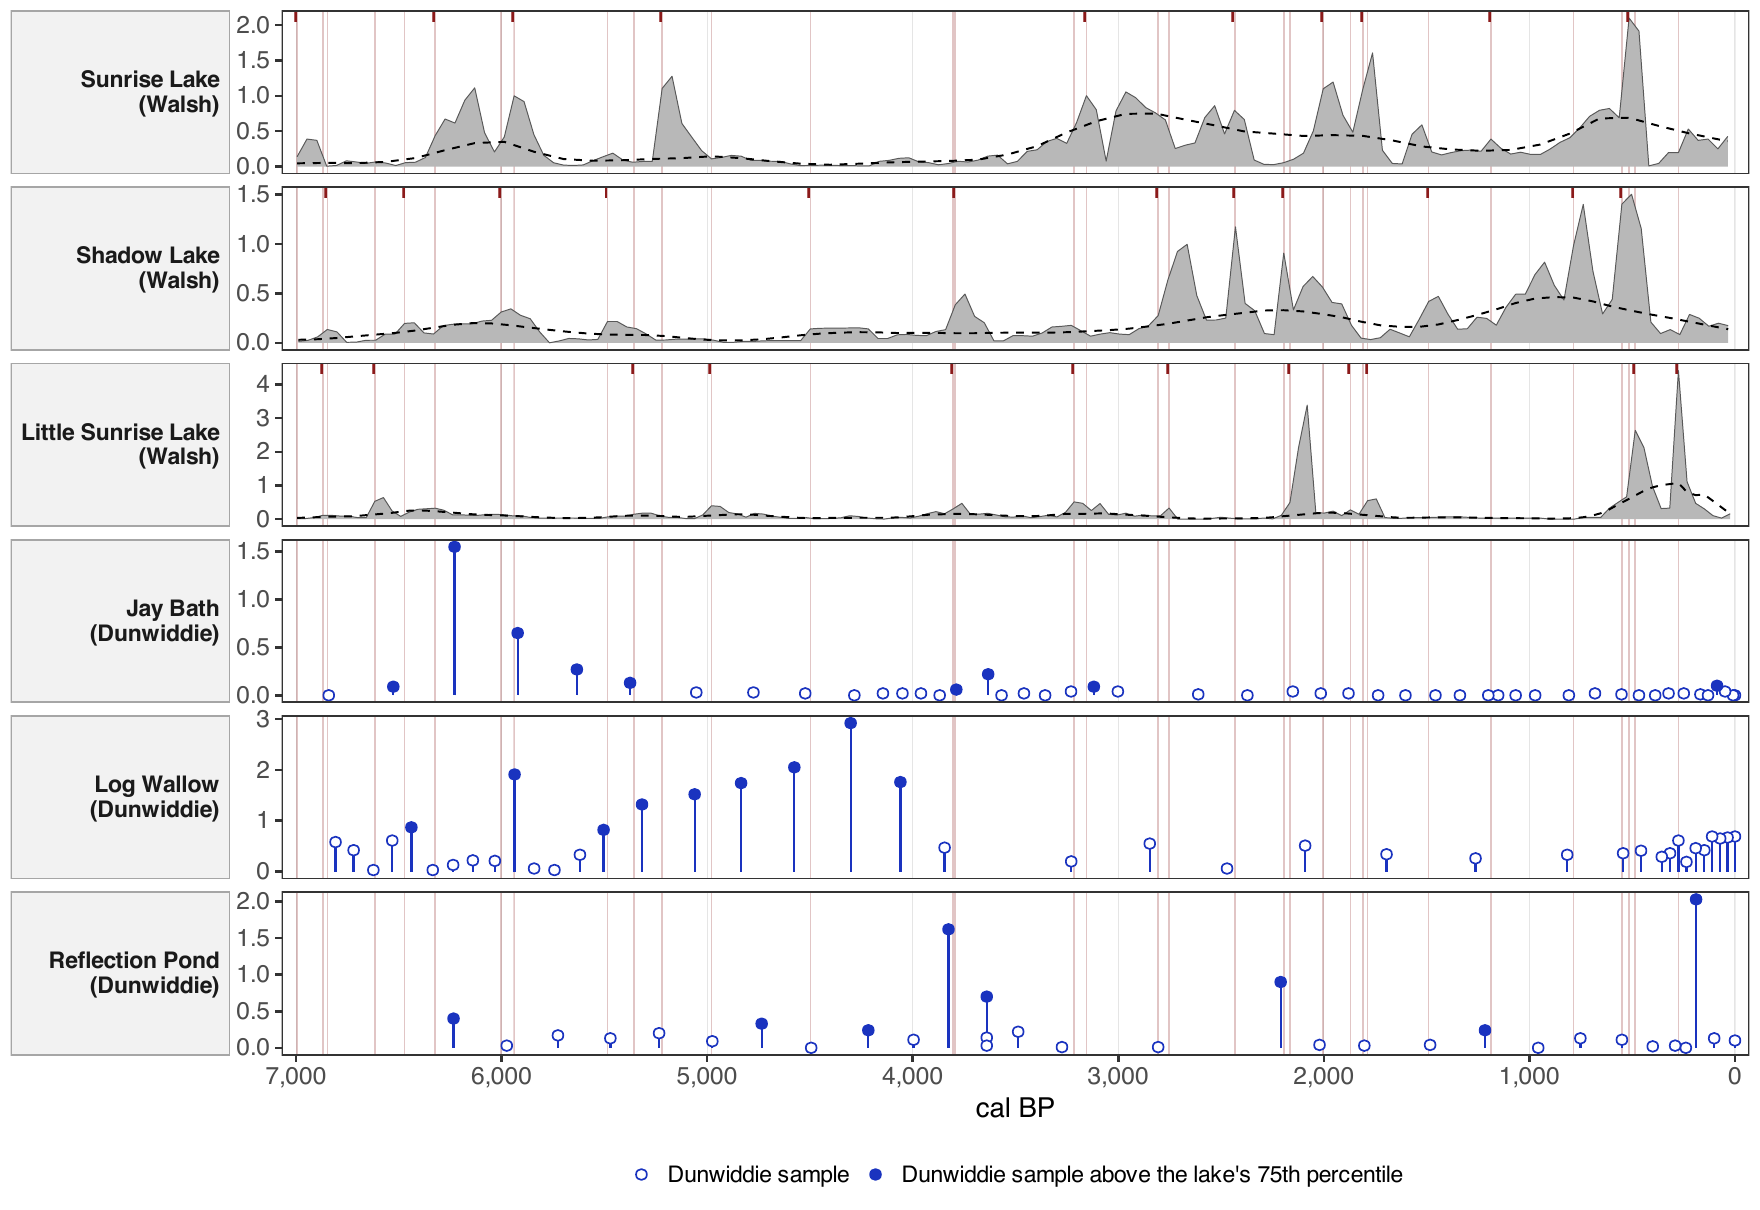 Sunrise Lake
(Walsh)
2.0
1.5
1.0
0.5
0.0
Shadow Lake
(Walsh)
1.5
1.0
0.5
0.0
Little Sunrise Lake
(Walsh)
4
3
2
1
0
Jay Bath
(Dunwiddie)
1.5
1.0
0.5
0.0
Log Wallow
(Dunwiddie)
3
2
1
0
Reflection Pond
(Dunwiddie)
2.0
1.5
1.0
0.5
0.0
7,000 6,000 5,000 4,000 3,000 2,000 1,000 0
cal BP
Dunwiddie sample Dunwiddie sample above the lake's 75th percentile